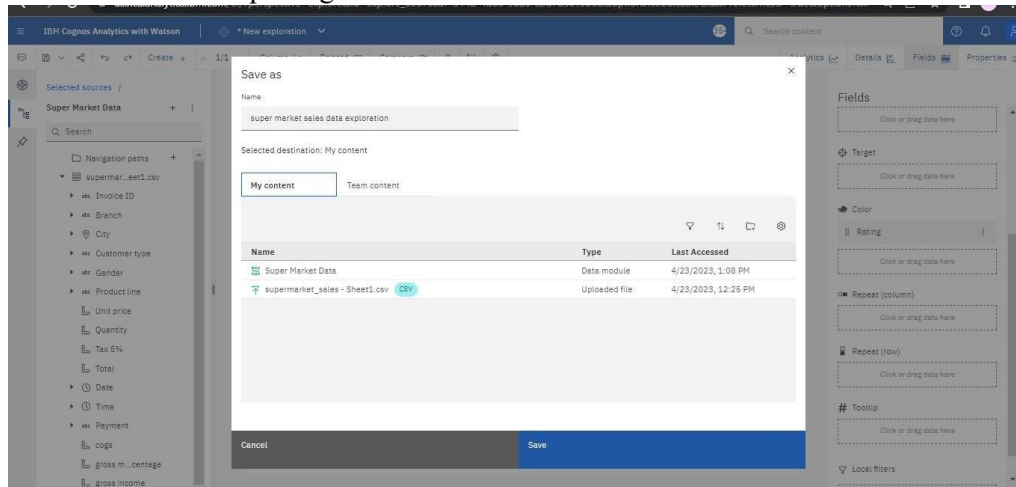 IBM Cognos Analytics with Watson
* New exploration
Search content
Create +
1/1
Details
Fields
Properties
Selected sources /
Super Market Data
Search
Navigation paths
supermar...eet1.csv
abc Invoice ID
abc Branch
City
abc Customer type
abc Gender
abc Product line
Unit price
Quantity
Tax 5%
Total
Date
Time
abc Payment
cogs
gross m...centage
gross income
Save as
Name
super market sales data exploration
Selected destination: My content
My content
Team content
Name Type Last Accessed
Super Market Data Data module 4/23/2023, 1:08 PM
supermarket_sales - Sheet1.csv CSV Uploaded file 4/23/2023, 12:25 PM
Cancel
Save
Fields
Click or drag data here
Target
Click or drag data here
Color
Rating
Click or drag data here
Repeat (column)
Click or drag data here
Repeat (row)
Click or drag data here
# Tooltip
Click or drag data here
Local filters